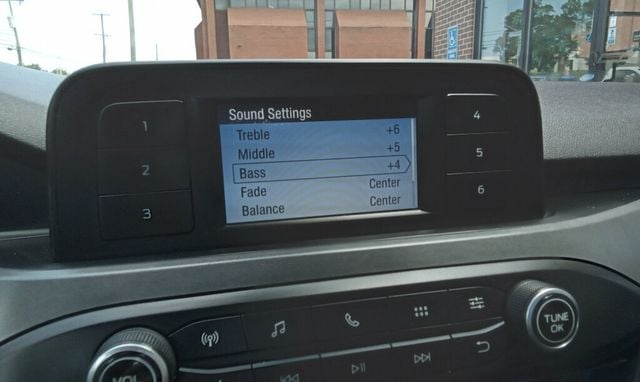 Sound Settings
Treble +6
Middle +5
Bass +4
Fade Center
Balance Center
1
2
3
4
5
6
TUNE
OK
VOL